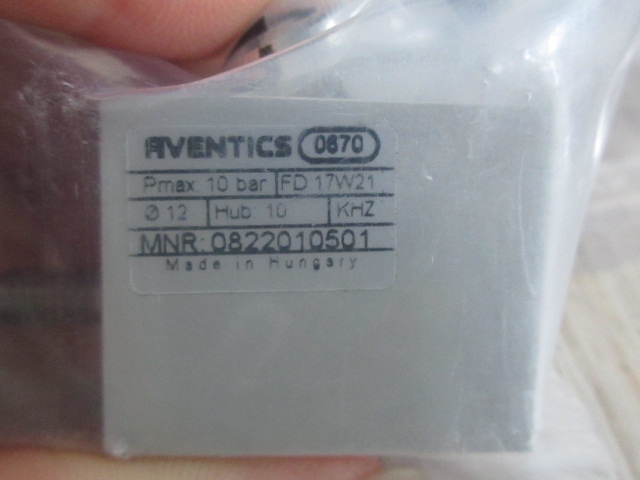 AVENTICS 0670
Pmax: 10 bar FD 17W21
Ø 12 Hub: 10 KHZ
MNR: 0822010501
Made in Hungary